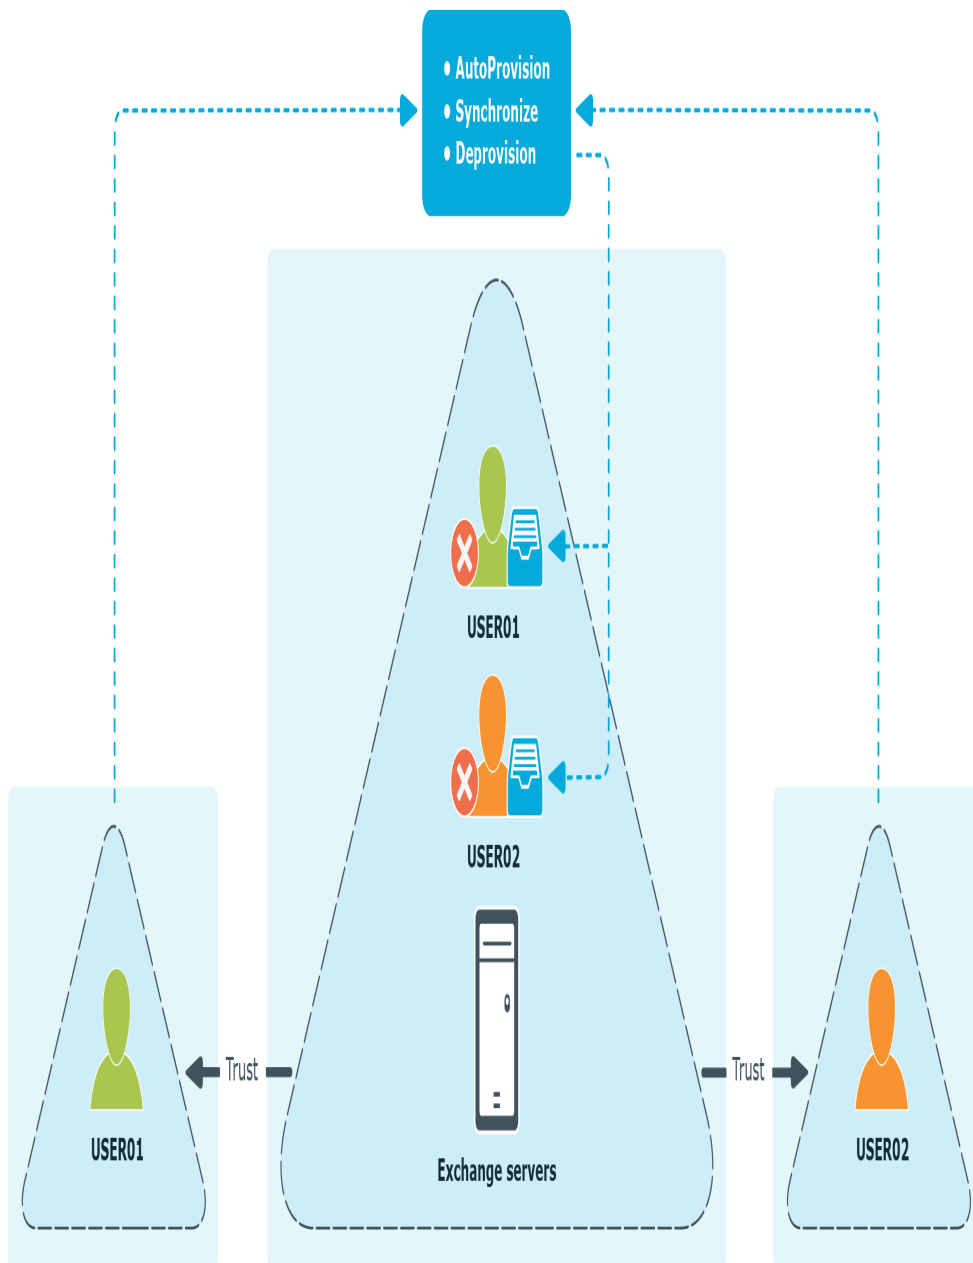 • AutoProvision
• Synchronize
• Deprovision
USER01
USER02
Trust
Trust
USER01
Exchange servers
USER02